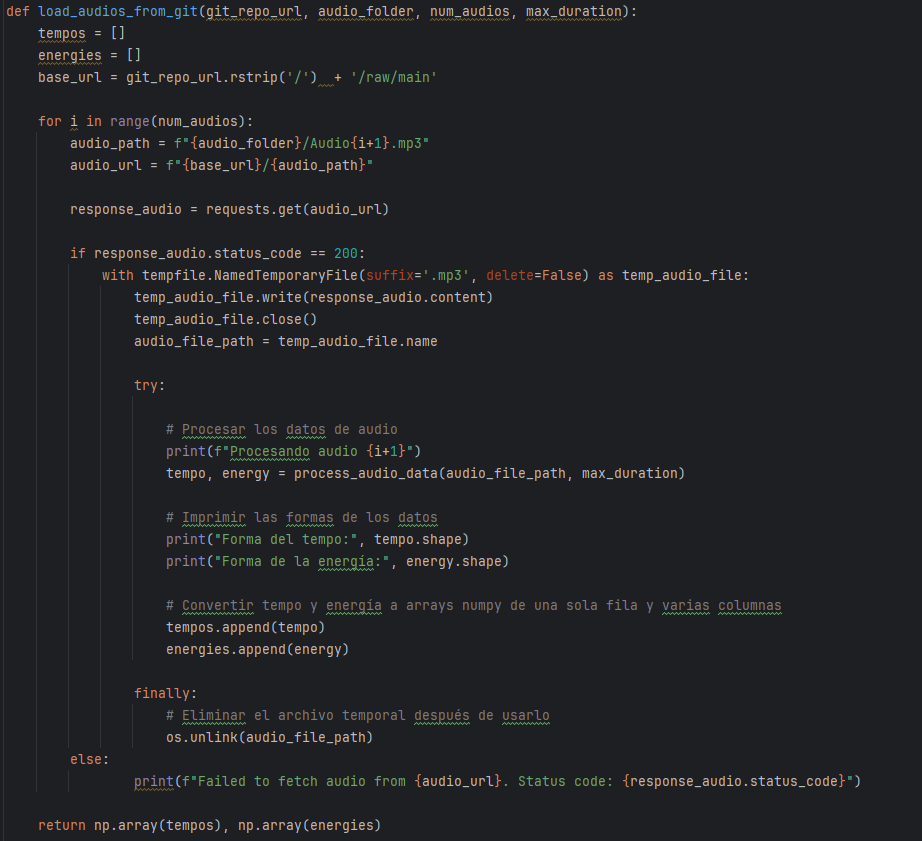 def load_audios_from_git(git_repo_url, audio_folder, num_audios, max_duration):
    tempos = []
    energies = []
    base_url = git_repo_url.rstrip('/')  + '/raw/main'

    for i in range(num_audios):
        audio_path = f"{audio_folder}/Audio{i+1}.mp3"
        audio_url = f"{base_url}/{audio_path}"

        response_audio = requests.get(audio_url)

        if response_audio.status_code == 200:
            with tempfile.NamedTemporaryFile(suffix='.mp3', delete=False) as temp_audio_file:
                temp_audio_file.write(response_audio.content)
                temp_audio_file.close()
                audio_file_path = temp_audio_file.name

                try:

                    # Procesar los datos de audio
                    print(f"Procesando audio {i+1}")
                    tempo, energy = process_audio_data(audio_file_path, max_duration)

                    # Imprimir las formas de los datos
                    print("Forma del tempo:", tempo.shape)
                    print("Forma de la energía:", energy.shape)

                    # Convertir tempo y energía a arrays numpy de una sola fila y varias columnas
                    tempos.append(tempo)
                    energies.append(energy)

                finally:
                    # Eliminar el archivo temporal después de usarlo
                    os.unlink(audio_file_path)
        else:
                print(f"Failed to fetch audio from {audio_url}. Status code: {response_audio.status_code}")

    return np.array(tempos), np.array(energies)